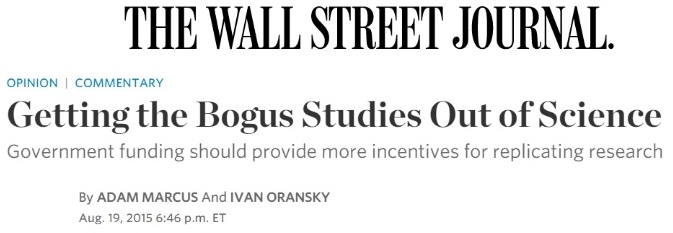 THE WALL STREET JOURNAL.
OPINION | COMMENTARY
Getting the Bogus Studies Out of Science
Government funding should provide more incentives for replicating research
By ADAM MARCUS And IVAN ORANSKY
Aug. 19, 2015 6:46 p.m. ET